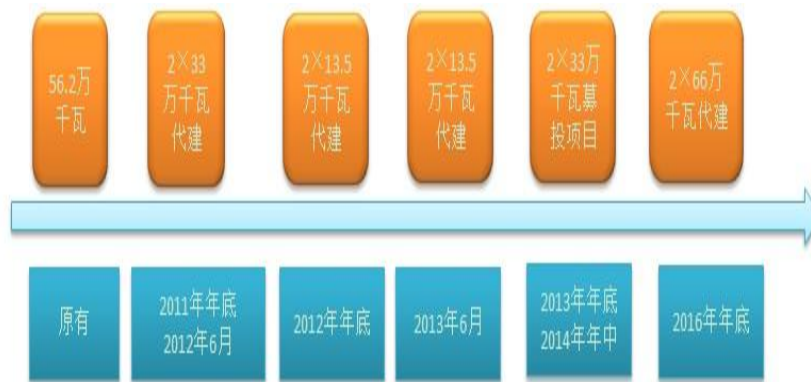 56.2万
千瓦
2×33
万千瓦
代建
2×13.5
万千瓦
代建
2×13.5
万千瓦
代建
2×33万
千瓦募
投项目
2×66万
千瓦代建
原有
2011年年底
2012年6月
2012年年底
2013年6月
2013年年底
2014年年中
2016年年底